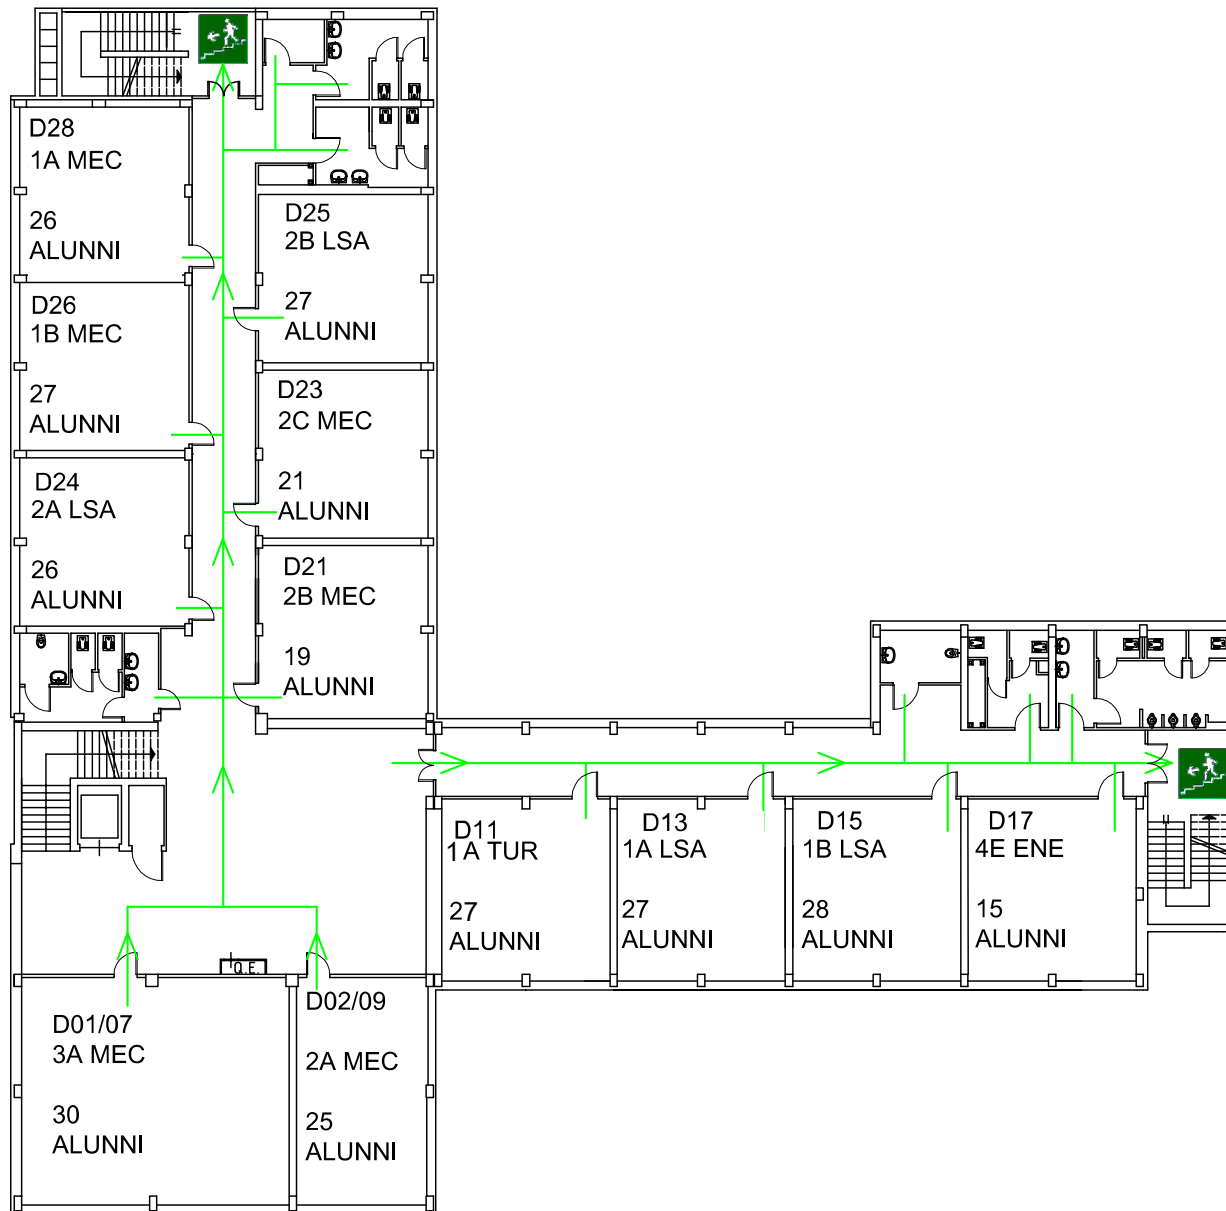 D28
1A MEC
26
ALUNNI
D25
2B LSA
27
ALUNNI
D26
1B MEC
27
ALUNNI
D23
2C MEC
21
ALUNNI
D24
2A LSA
26
ALUNNI
D21
2B MEC
19
ALUNNI
D11
1A TUR
27
ALUNNI
D13
1A LSA
27
ALUNNI
D15
1B LSA
28
ALUNNI
D17
4E ENE
15
ALUNNI
Q.E.
D01/07
3A MEC
30
ALUNNI
D02/09
2A MEC
25
ALUNNI